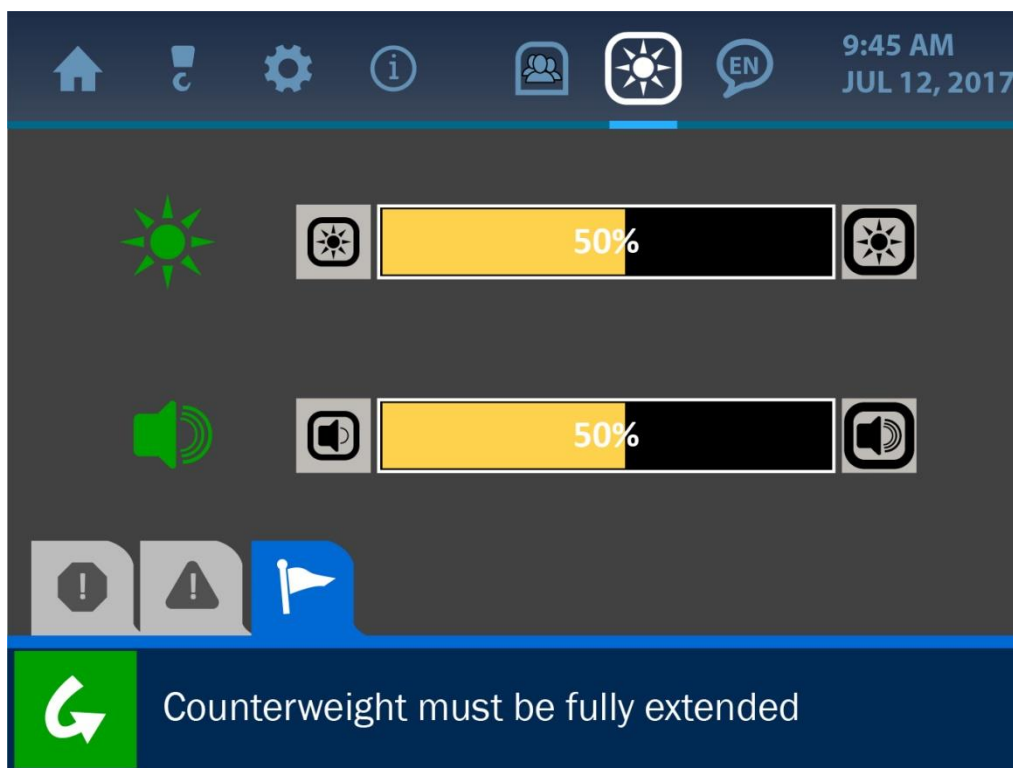 9:45 AM
EN
JUL 12, 2017
50%
50%
Counterweight must be fully extended